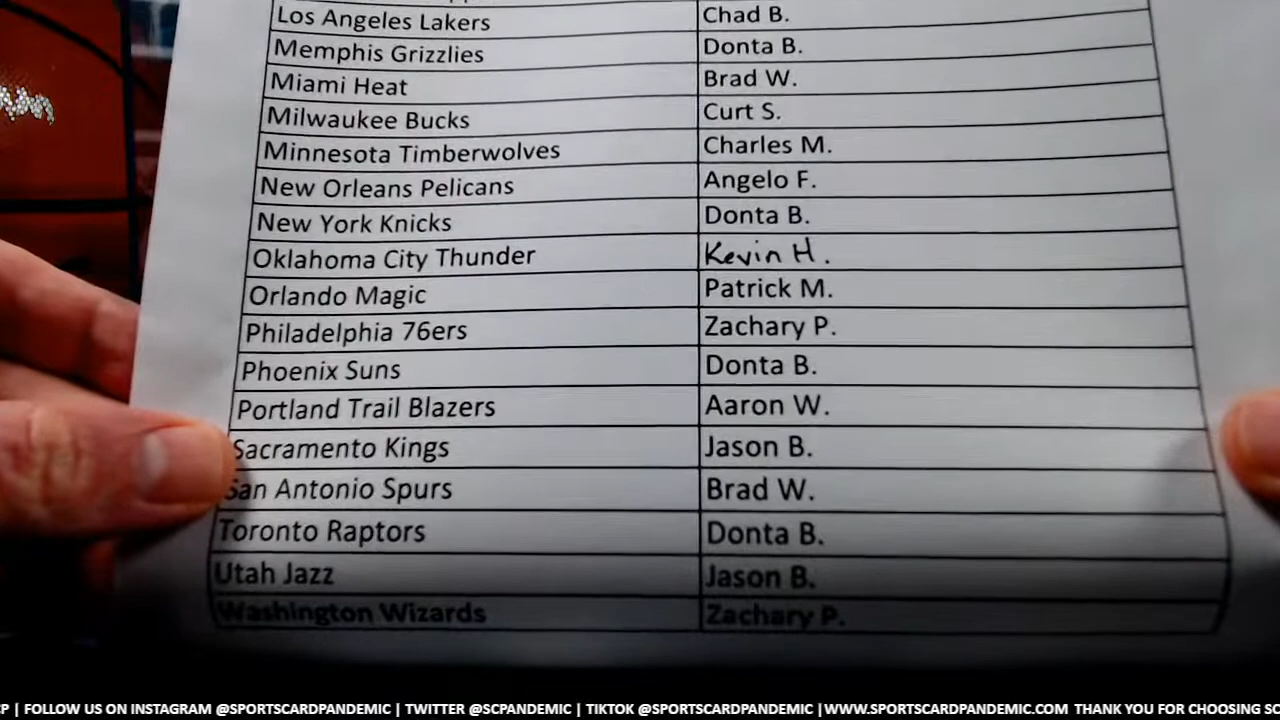 Los Angeles Lakers Chad B.
Memphis Grizzlies Donta B.
Miami Heat Brad W.
Milwaukee Bucks Curt S.
Minnesota Timberwolves Charles M.
New Orleans Pelicans Angelo F.
New York Knicks Donta B.
Oklahoma City Thunder Kevin H.
Orlando Magic Patrick M.
Philadelphia 76ers Zachary P.
Phoenix Suns Donta B.
Portland Trail Blazers Aaron W.
Sacramento Kings Jason B.
San Antonio Spurs Brad W.
Toronto Raptors Donta B.
Utah Jazz Jason B.
Washington Wizards Zachary P.
| FOLLOW US ON INSTAGRAM @SPORTSCARDPANDEMIC | TWITTER @SCPANDEMIC | TIKTOK @SPORTSCARDPANDEMIC |WWW.SPORTSCARDPANDEMIC.COM THANK YOU FOR CHOOSING